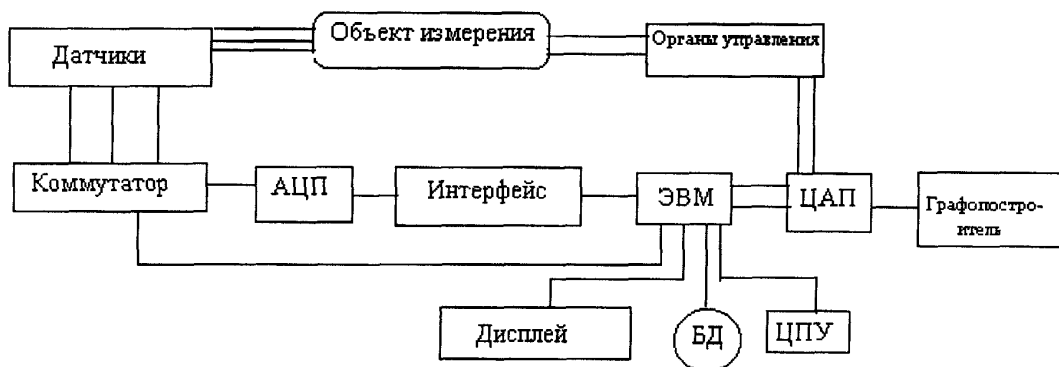 Объект измерения
Органы управления
Датчики
Коммутатор
АЦП
Интерфейс
ЭВМ
ЦАП
Графопостро-
итель
Дисплей
БД
ЦПУ